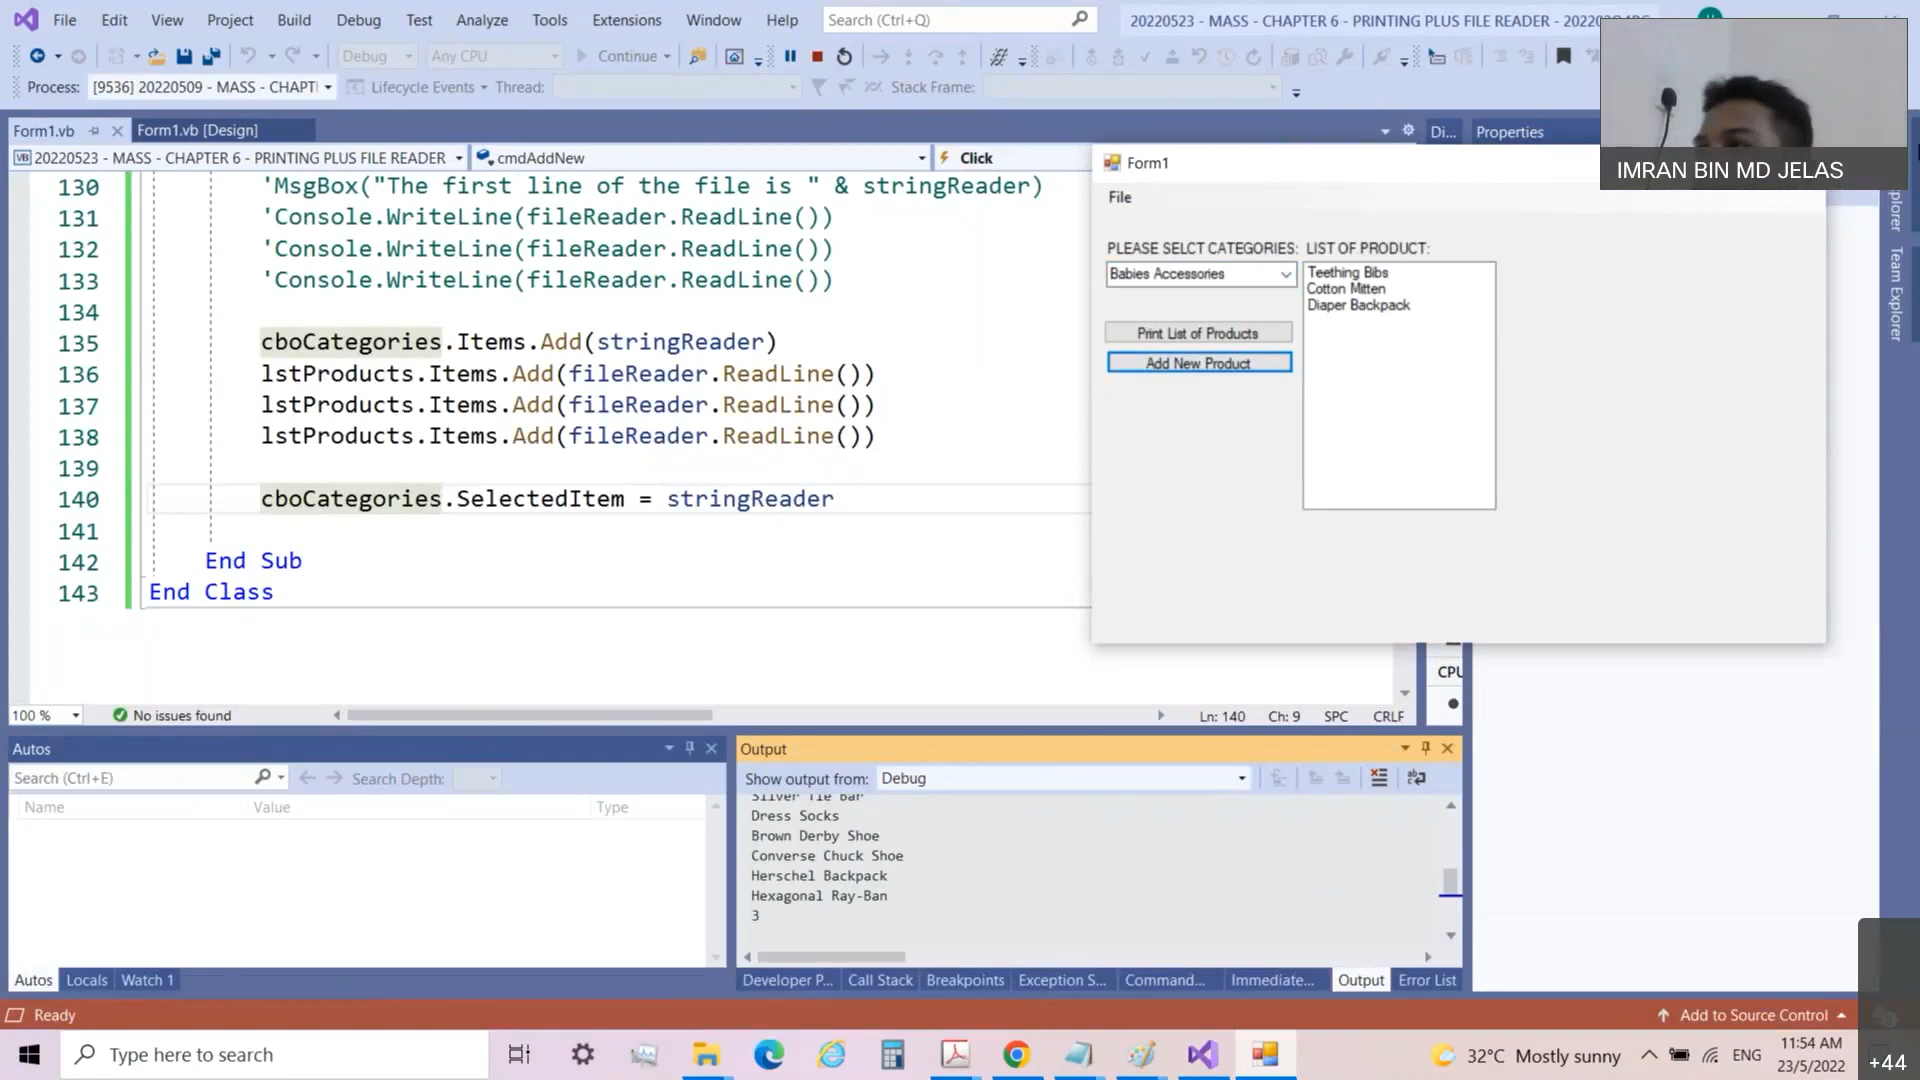 File Edit View Project Build Debug Test Analyze Tools Extensions Window Help Search (Ctrl+Q) 20220523 - MASS - CHAPTER 6 - PRINTING PLUS FILE READER
Debug Any CPU Continue
Process: [9536] 20220509 - MASS - CHAPT Lifecycle Events Thread: Stack Frame:
IMRAN BIN MD JELAS
Form1.vb Form1.vb [Design] Di... Properties
20220523 - MASS - CHAPTER 6 - PRINTING PLUS FILE READER cmdAddNew Click
130 'MsgBox("The first line of the file is " & stringReader)
131 'Console.WriteLine(fileReader.ReadLine())
132 'Console.WriteLine(fileReader.ReadLine())
133 'Console.WriteLine(fileReader.ReadLine())
134
135 cboCategories.Items.Add(stringReader)
136 lstProducts.Items.Add(fileReader.ReadLine())
137 lstProducts.Items.Add(fileReader.ReadLine())
138 lstProducts.Items.Add(fileReader.ReadLine())
139
140 cboCategories.SelectedItem = stringReader
141
142 End Sub
143 End Class
Form1
File
PLEASE SELCT CATEGORIES: LIST OF PRODUCT:
Babies Accessories
Teething Bibs
Cotton Mitten
Diaper Backpack
Print List of Products
Add New Product
Team Explorer
CPU
100 % No issues found Ln: 140 Ch: 9 SPC CRLF
Autos
Search (Ctrl+E) Search Depth:
Name Value Type
Autos Locals Watch 1
Output
Show output from: Debug
Silver Tie Bar
Dress Socks
Brown Derby Shoe
Converse Chuck Shoe
Herschel Backpack
Hexagonal Ray-Ban
3
Developer P... Call Stack Breakpoints Exception S... Command... Immediate... Output Error List
Ready Add to Source Control
Type here to search 32°C Mostly sunny ENG 11:54 AM
23/5/2022
+44